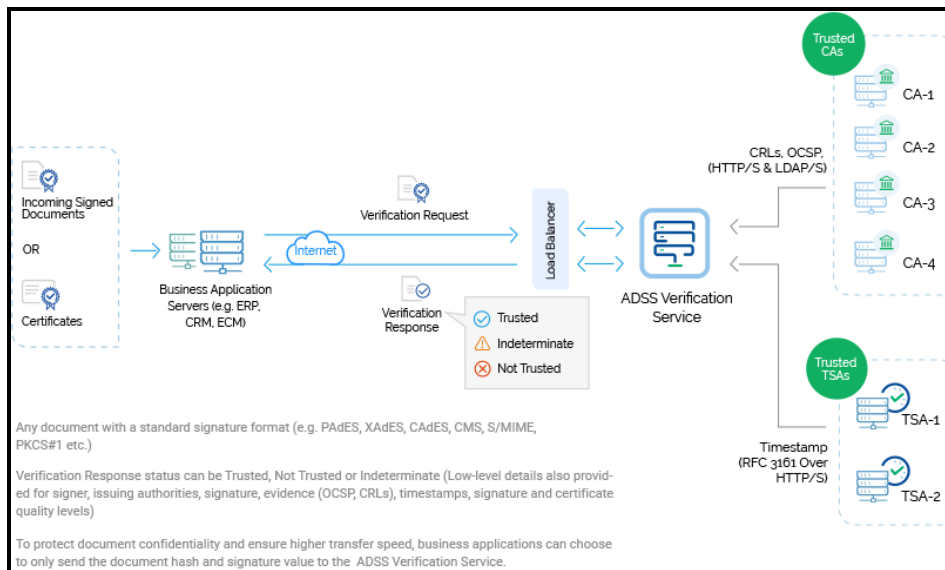 Trusted
CAs
CA-1
CA-2
CA-3
CA-4
CRLs, OCSP,
(HTTP/S & LDAP/S)
Incoming Signed
Documents
OR
Certificates
Business Application
Servers (e.g. ERP,
CRM, ECM)
Verification Request
Internet
Verification
Response
Trusted
Indeterminate
Not Trusted
Load Balancer
ADSS Verification
Service
Trusted
TSAs
TSA-1
TSA-2
Timestamp
(RFC 3161 Over
HTTP/S)
Any document with a standard signature format (e.g. PAdES, XAdES, CAdES, CMS, S/MIME,
PKCS#1 etc.)
Verification Response status can be Trusted, Not Trusted or Indeterminate (Low-level details also provid-
ed for signer, issuing authorities, signature, evidence (OCSP, CRLs), timestamps, signature and certificate
quality levels)
To protect document confidentiality and ensure higher transfer speed, business applications can choose
to only send the document hash and signature value to the ADSS Verification Service.